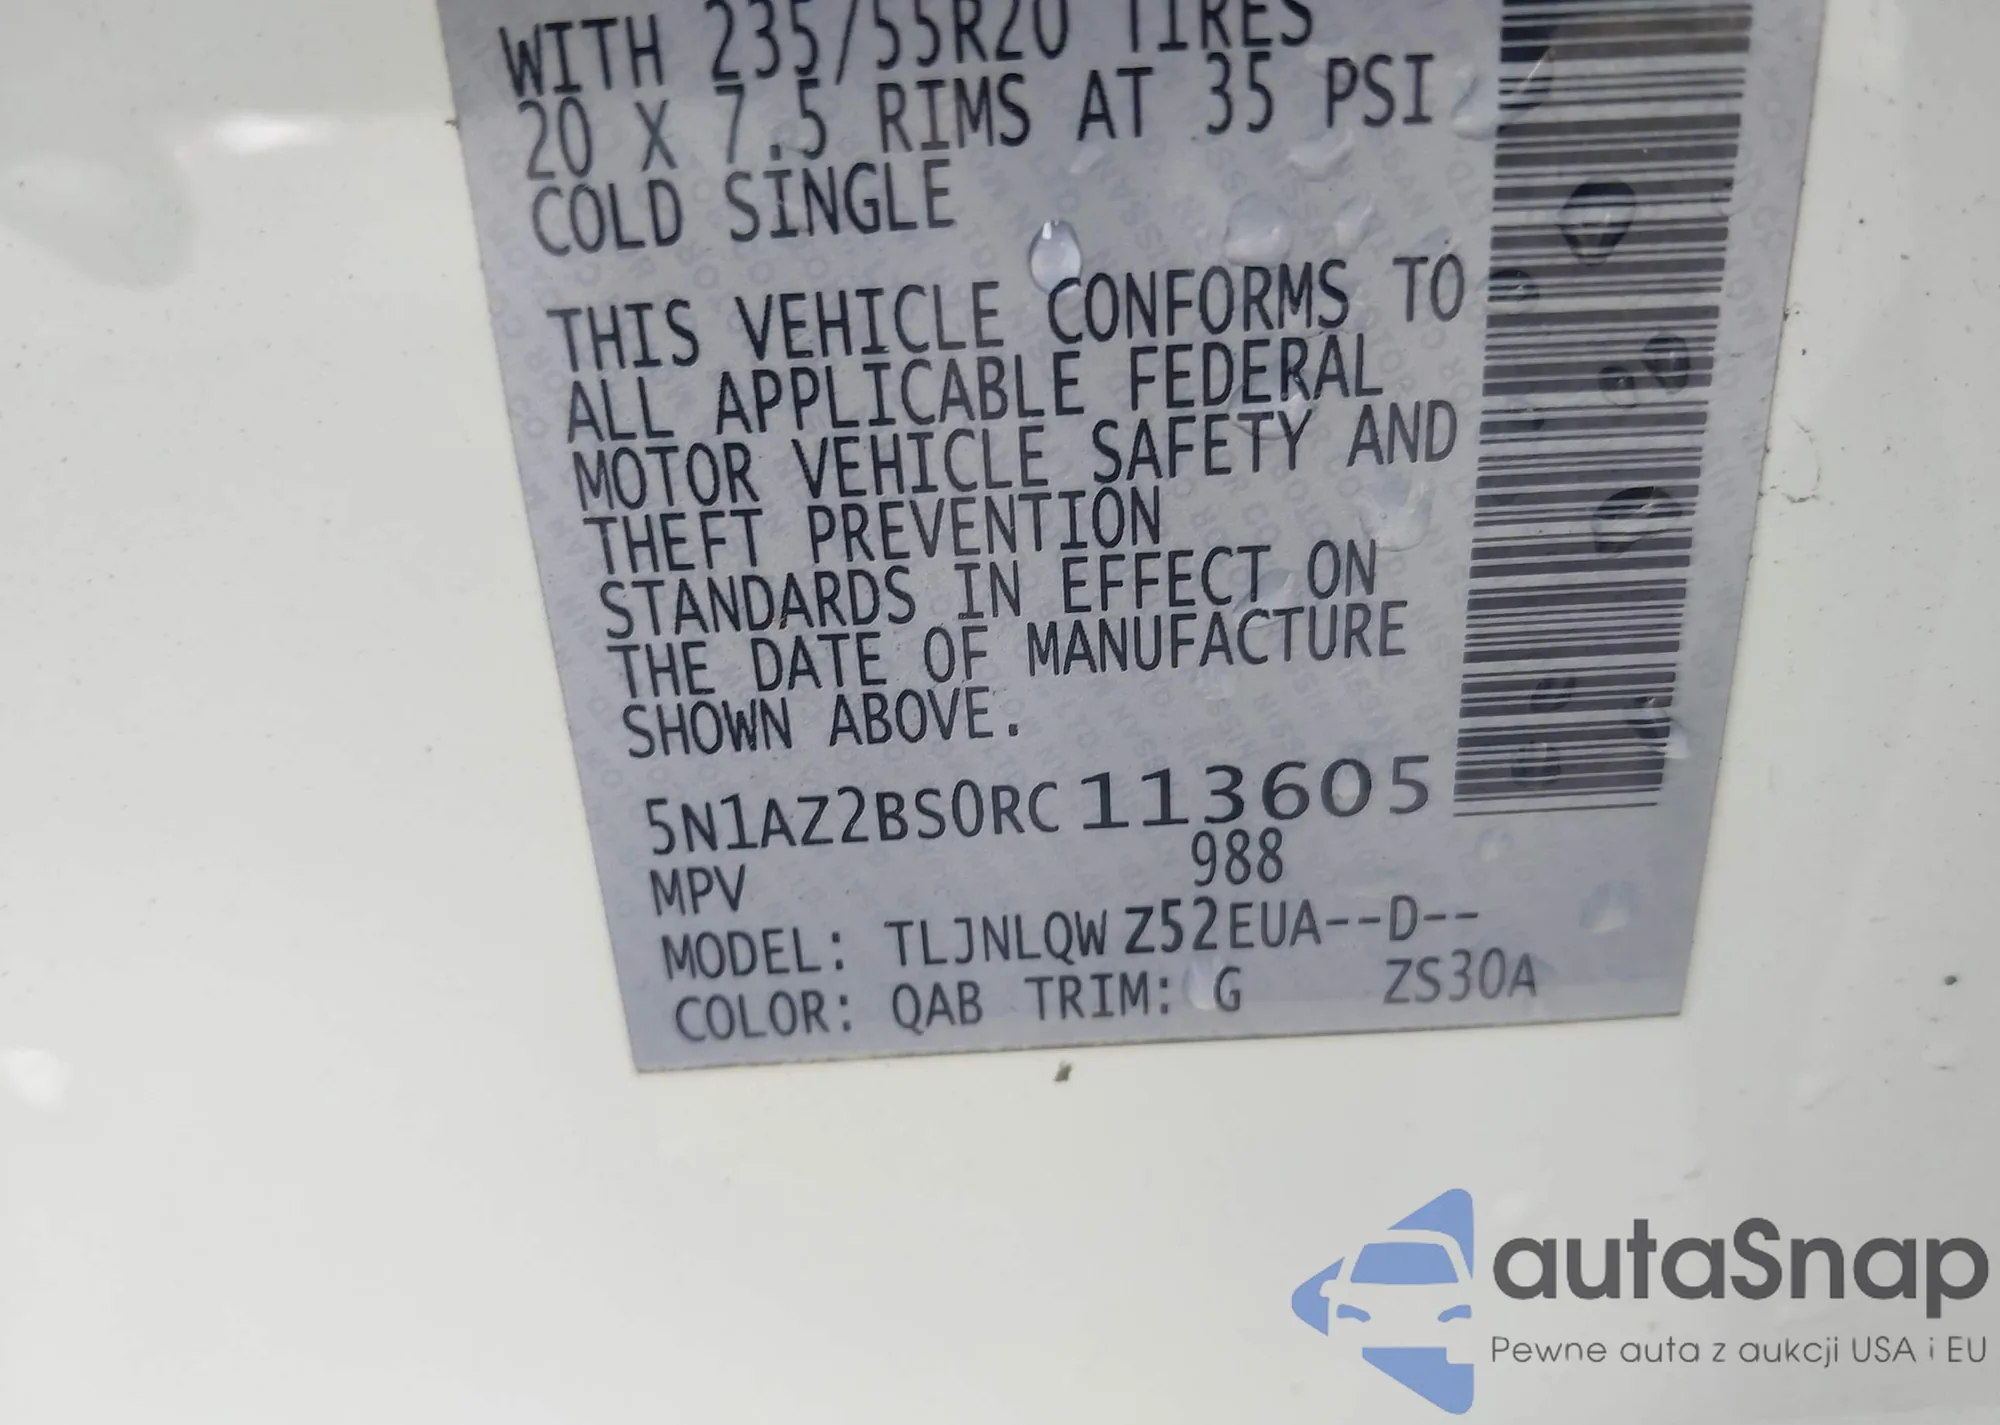 WITH 235/55R20 TIRES
20 X 7.5 RIMS AT 35 PSI
COLD SINGLE
THIS VEHICLE CONFORMS TO
ALL APPLICABLE FEDERAL
MOTOR VEHICLE SAFETY AND
THEFT PREVENTION
STANDARDS IN EFFECT ON
THE DATE OF MANUFACTURE
SHOWN ABOVE.
5N1AZ2BS0RC113605
MPV 988
MODEL: TLJNLQW Z52EUA--D--
COLOR: QAB TRIM: G ZS30A
autaSnap
Pewne auta z aukcji USA i EU